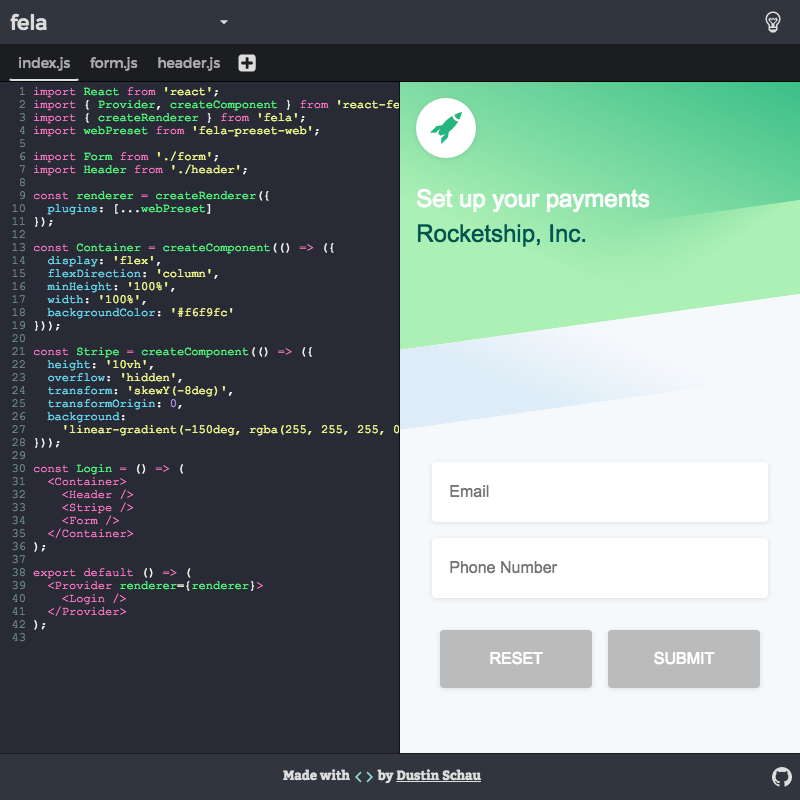 fela
index.js form.js header.js
1 import React from 'react';
2 import { Provider, createComponent } from 'react-fe
3 import { createRenderer } from 'fela';
4 import webPreset from 'fela-preset-web';
5
6 import Form from './form';
7 import Header from './header';
8
9 const renderer = createRenderer({
10   plugins: [...webPreset]
11 });
12
13 const Container = createComponent(() => ({
14   display: 'flex',
15   flexDirection: 'column',
16   minHeight: '100%',
17   width: '100%',
18   backgroundColor: '#f6f9fc'
19 }));
20
21 const Stripe = createComponent(() => ({
22   height: '10vh',
23   overflow: 'hidden',
24   transform: 'skewY(-8deg)',
25   transformOrigin: 0,
26   background:
27     'linear-gradient(-150deg, rgba(255, 255, 255, 0
28 }));
29
30 const Login = () => (
31   <Container>
32     <Header />
33     <Stripe />
34     <Form />
35   </Container>
36 );
37
38 export default () => (
39   <Provider renderer={renderer}>
40     <Login />
41   </Provider>
42 );
43
Set up your payments
Rocketship, Inc.
Email
Phone Number
RESET SUBMIT
Made with <> by Dustin Schau